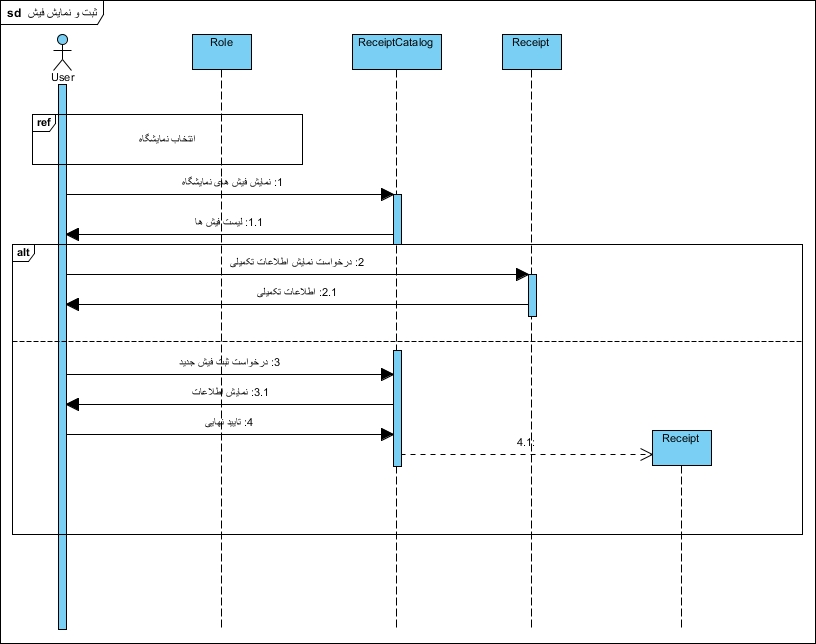 sd ثبت و نمایش فیش
User
Role
ReceiptCatalog
Receipt
ref
انتخاب نمایشگاه
1: نمایش فیش های نمایشگاه
1.1: لیست فیش ها
alt
2: درخواست نمایش اطلاعات تکمیلی
2.1: اطلاعات تکمیلی
3: درخواست ثبت فیش جدید
3.1: نمایش اطلاعات
4: تایید نهایی
4.1:
Receipt